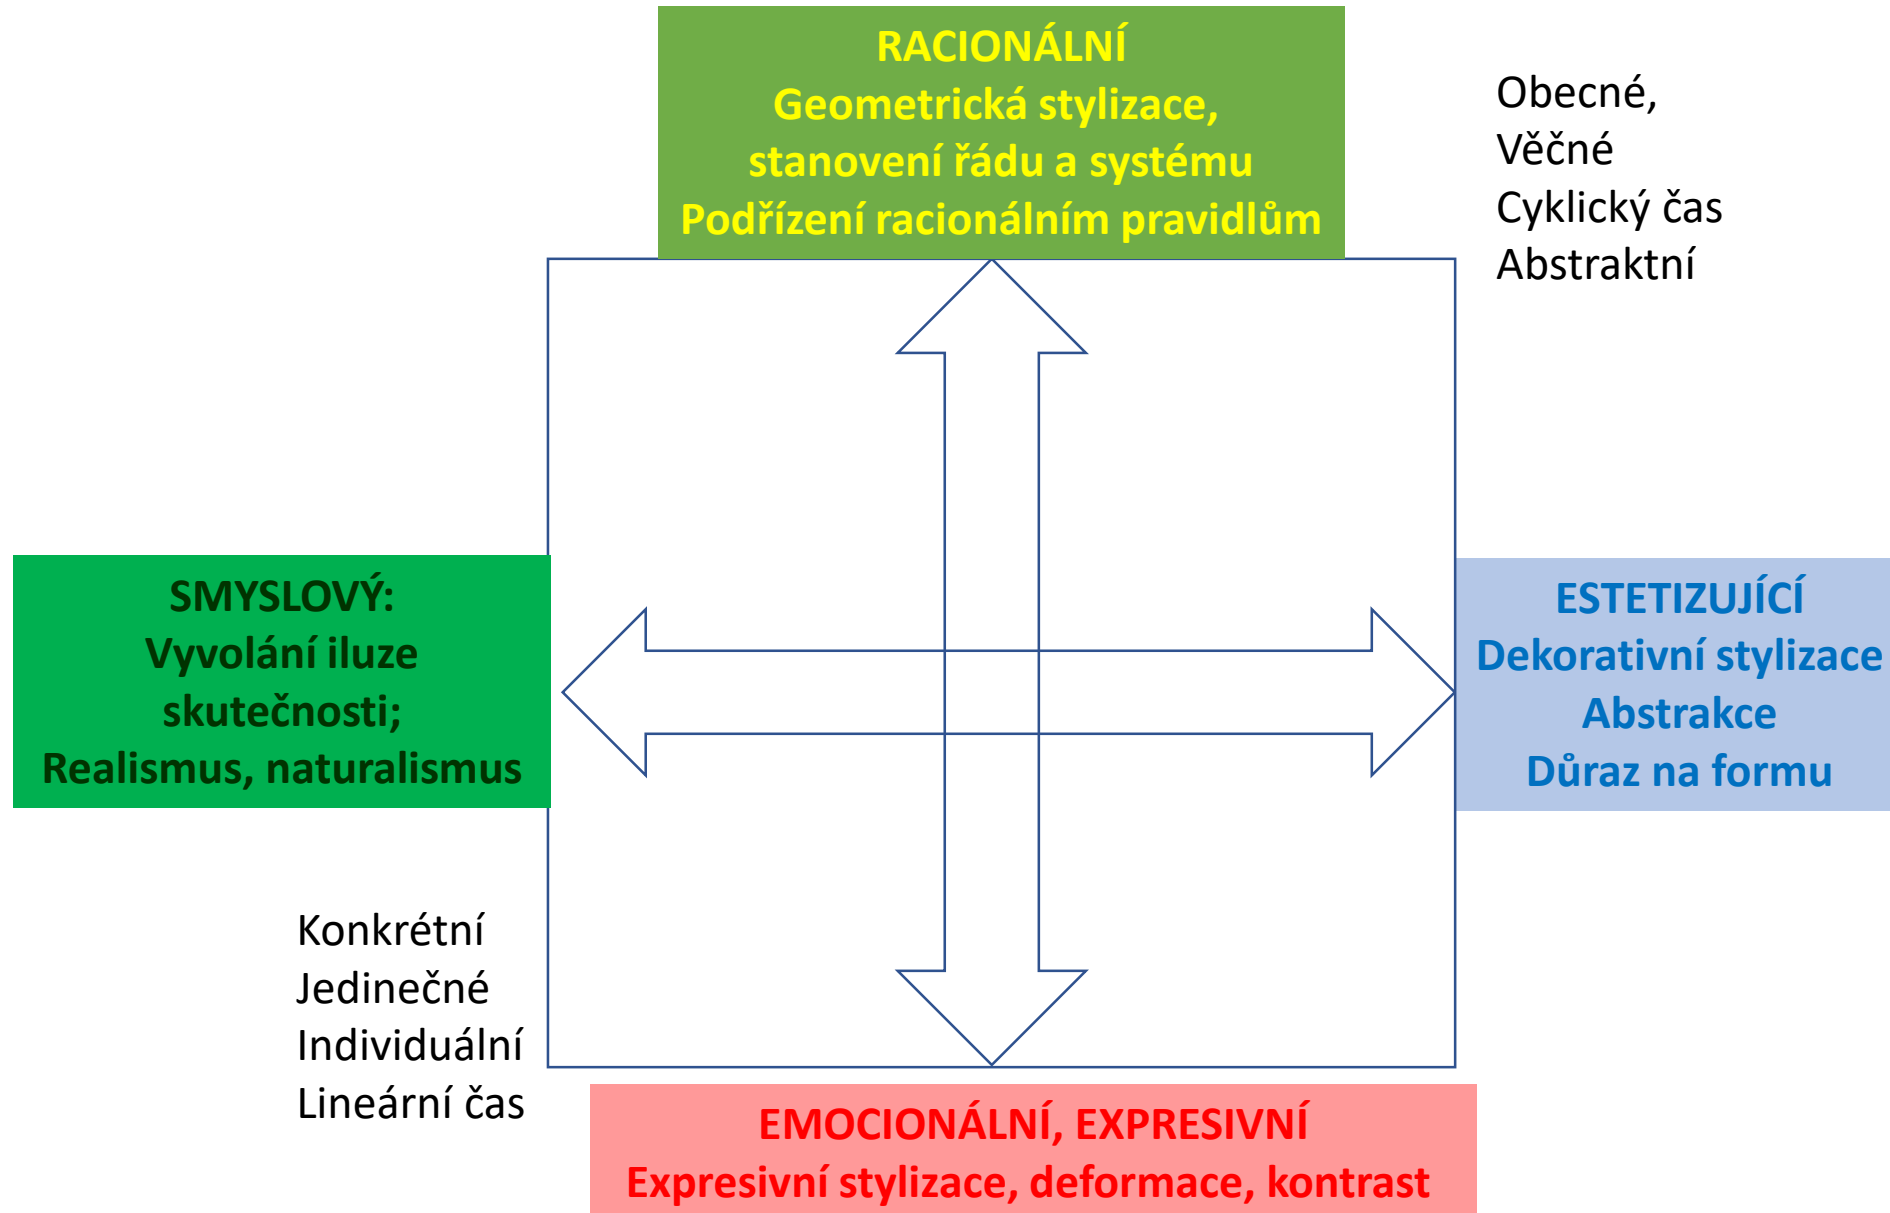 RACIONÁLNÍ
Geometrická stylizace,
stanovení řádu a systému
Podřízení racionálním pravidlům
Obecné,
Věčné
Cyklický čas
Abstraktní
SMYSLOVÝ:
Vyvolání iluze
skutečnosti;
Realismus, naturalismus
ESTETIZUJÍCÍ
Dekorativní stylizace
Abstrakce
Důraz na formu
Konkrétní
Jedinečné
Individuální
Lineární čas
EMOCIONÁLNÍ, EXPRESIVNÍ
Expresivní stylizace, deformace, kontrast